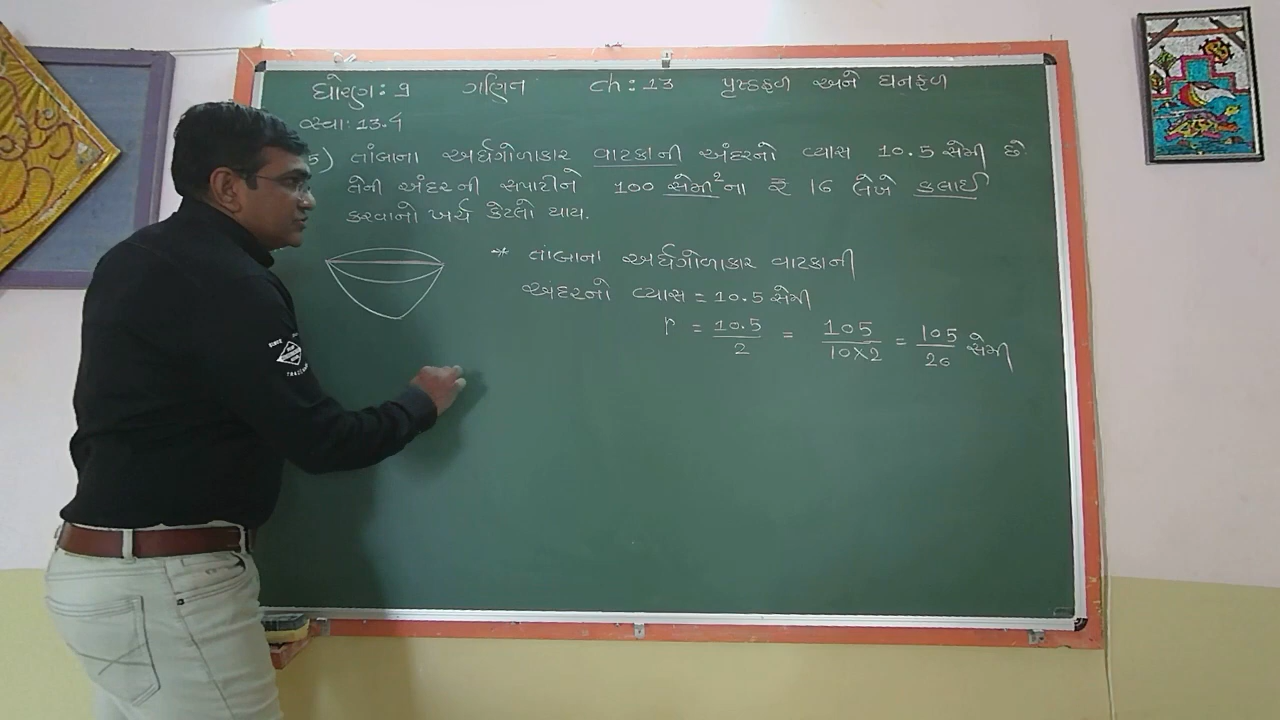 ધોરણ : 9 ગણિત ch : 13 પૃષ્ઠફળ અને ઘનફળ
સ્વા : 13.4
5) તાંબાના અર્ધગોળાકાર વાટકાની અંદરનો વ્યાસ 10.5 સેમી છે
તેની અંદરની સપાટીને 100 સેમી²ના ₹ 16 લેખે કલાઈ
કરવાનો ખર્ચ કેટલો થાય.
* તાંબાના અર્ધગોળાકાર વાટકાની
અદરનો વ્યાસ = 10.5 સેમી
r = 10.5/2 = 105/10×2 = 105/20 સેમી